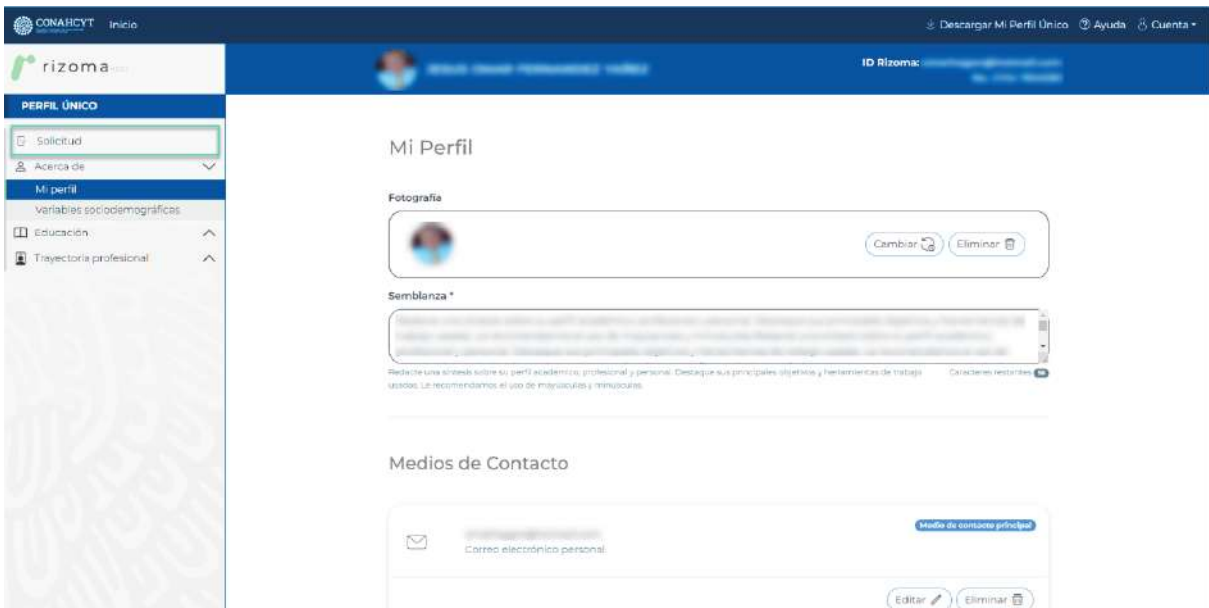 CONAHCYT Inicio Descargar Mi Perfil Único Ayuda Cuenta
rizoma
ID Rizoma:
PERFIL ÚNICO
Solicitud
Acerca de
Mi perfil
Variables sociodemográficas
Educación
Trayectoria profesional
Mi Perfil
Fotografía
Cambiar Eliminar
Semblanza *
Redacte una síntesis sobre su perfil académico, profesional y personal. Destaque sus principales objetivos y herramientas de trabajo Caracteres restantes
usadas. Le recomendamos el uso de mayúsculas y minúsculas.
Medios de Contacto
Medio de contacto principal
Correo electrónico personal
Editar Eliminar